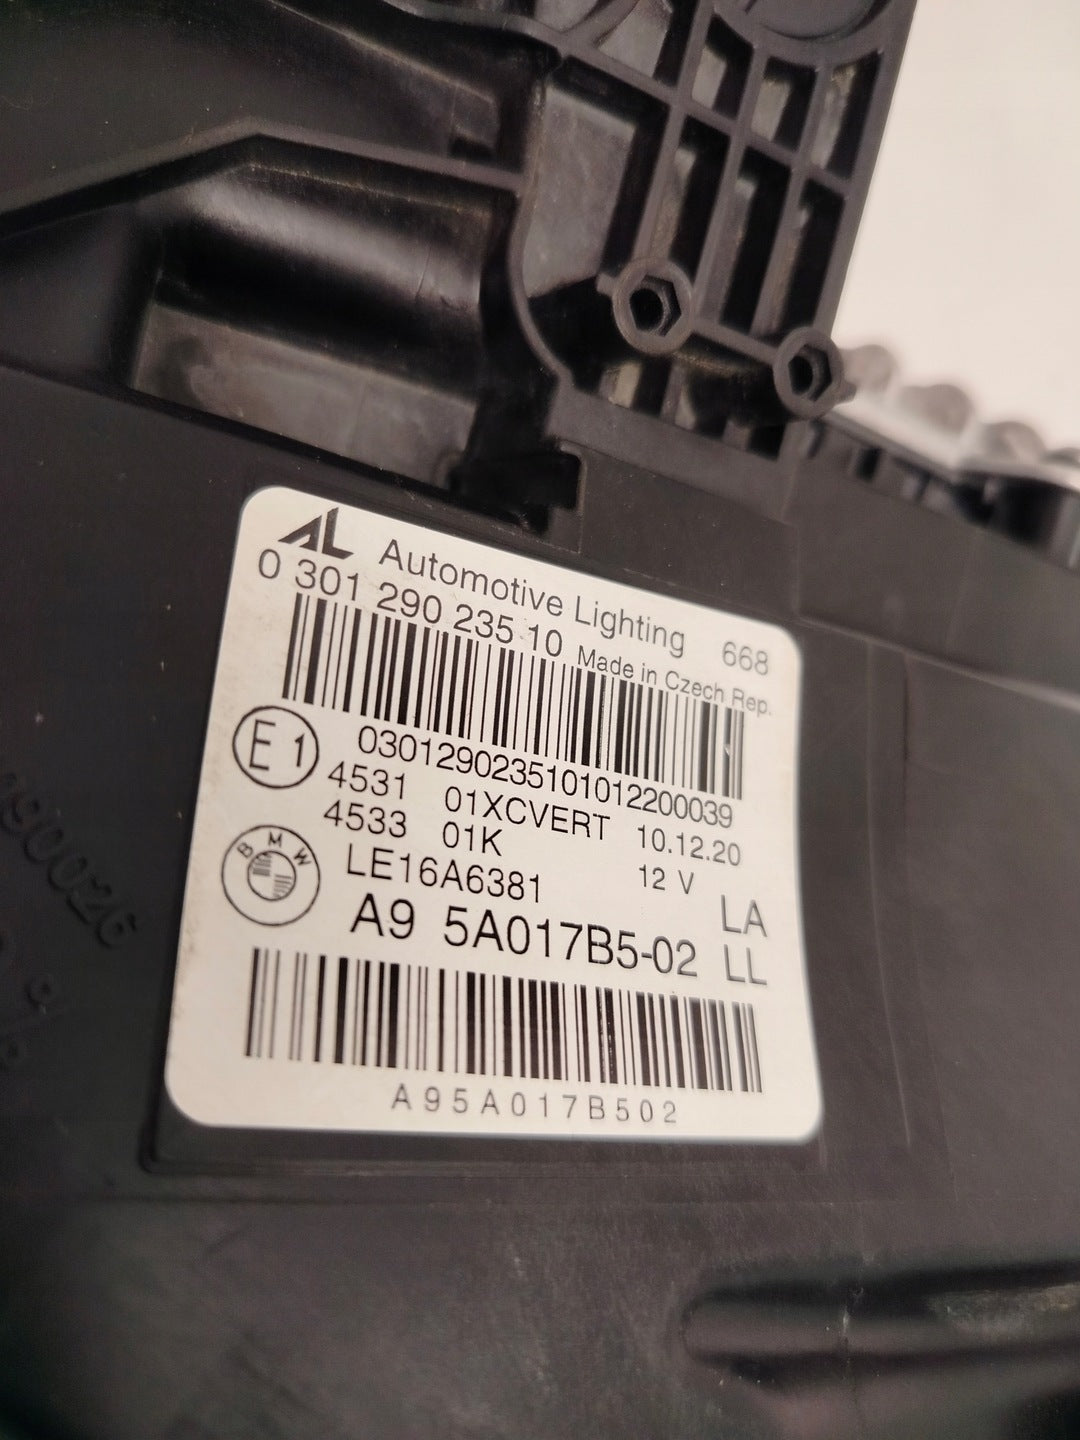 AL Automotive Lighting 668
0 301 290 235 10 Made in Czech Rep.
0301290235101012200039
E1
4531 01XCVERT 10.12.20
4533 01K 12 V
BMW
LE16A6381 LA
A9 5A017B5-02 LL
A95A017B502